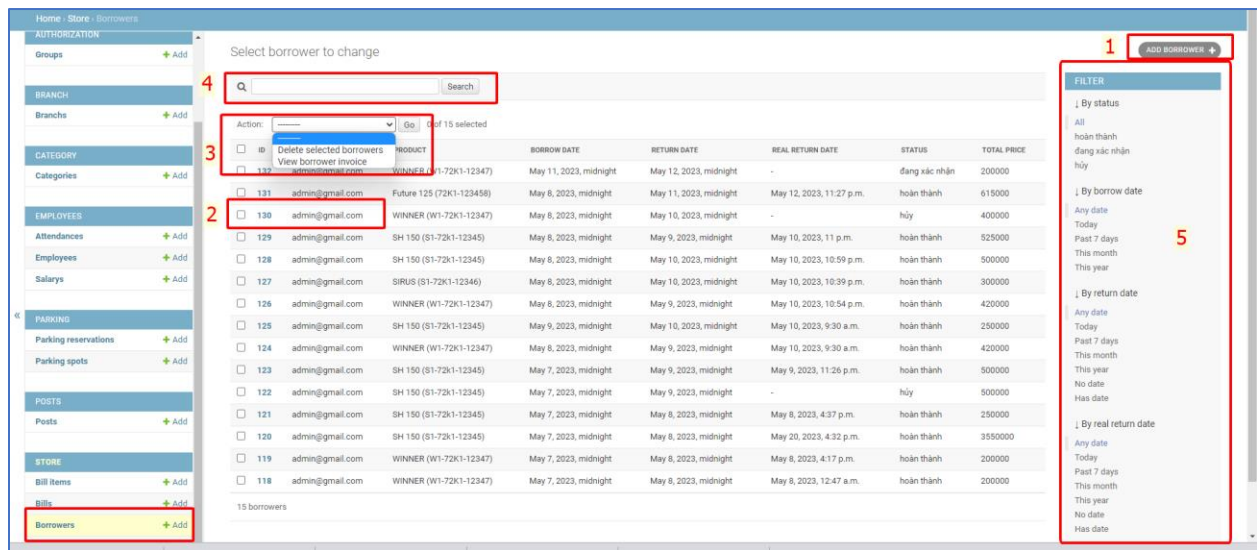 Home › Store › Borrowers
AUTHORIZATION
Groups + Add
BRANCH
Branchs + Add
CATEGORY
Categories + Add
EMPLOYEES
Attendances + Add
Employees + Add
Salarys + Add
«
PARKING
Parking reservations + Add
Parking spots + Add
POSTS
Posts + Add
STORE
Bill items + Add
Bills + Add
Borrowers + Add
Select borrower to change
1
ADD BORROWER +
4
Search
Action: --------- Go 0 of 15 selected
---------
Delete selected borrowers
View borrower invoice
3
ID PRODUCT BORROW DATE RETURN DATE REAL RETURN DATE STATUS TOTAL PRICE
132 admin@gmail.com WINNER (W1-72K1-12347) May 11, 2023, midnight May 12, 2023, midnight - đang xác nhận 200000
131 admin@gmail.com Future 125 (72K1-123458) May 8, 2023, midnight May 11, 2023, midnight May 12, 2023, 11:27 p.m. hoàn thành 615000
2
130 admin@gmail.com WINNER (W1-72K1-12347) May 8, 2023, midnight May 10, 2023, midnight - hủy 400000
129 admin@gmail.com SH 150 (S1-72k1-12345) May 8, 2023, midnight May 9, 2023, midnight May 10, 2023, 11 p.m. hoàn thành 525000
128 admin@gmail.com SH 150 (S1-72k1-12345) May 8, 2023, midnight May 10, 2023, midnight May 10, 2023, 10:59 p.m. hoàn thành 500000
127 admin@gmail.com SIRUS (S1-72K1-12346) May 8, 2023, midnight May 10, 2023, midnight May 10, 2023, 10:39 p.m. hoàn thành 300000
126 admin@gmail.com WINNER (W1-72K1-12347) May 8, 2023, midnight May 9, 2023, midnight May 10, 2023, 10:54 p.m. hoàn thành 420000
125 admin@gmail.com SH 150 (S1-72k1-12345) May 9, 2023, midnight May 10, 2023, midnight May 10, 2023, 9:30 a.m. hoàn thành 250000
124 admin@gmail.com WINNER (W1-72K1-12347) May 8, 2023, midnight May 9, 2023, midnight May 10, 2023, 9:30 a.m. hoàn thành 420000
123 admin@gmail.com SH 150 (S1-72k1-12345) May 7, 2023, midnight May 9, 2023, midnight May 9, 2023, 11:26 p.m. hoàn thành 500000
122 admin@gmail.com SH 150 (S1-72k1-12345) May 7, 2023, midnight May 9, 2023, midnight - hủy 500000
121 admin@gmail.com SH 150 (S1-72k1-12345) May 7, 2023, midnight May 8, 2023, midnight May 8, 2023, 4:37 p.m. hoàn thành 250000
120 admin@gmail.com SH 150 (S1-72k1-12345) May 7, 2023, midnight May 8, 2023, midnight May 20, 2023, 4:32 p.m. hoàn thành 3550000
119 admin@gmail.com WINNER (W1-72K1-12347) May 7, 2023, midnight May 8, 2023, midnight May 8, 2023, 4:17 p.m. hoàn thành 200000
118 admin@gmail.com WINNER (W1-72K1-12347) May 7, 2023, midnight May 8, 2023, midnight May 8, 2023, 12:47 a.m. hoàn thành 200000
15 borrowers
FILTER
↓ By status
All
hoàn thành
đang xác nhận
hủy
↓ By borrow date
Any date
Today
Past 7 days
5
This month
This year
↓ By return date
Any date
Today
Past 7 days
This month
This year
No date
Has date
↓ By real return date
Any date
Today
Past 7 days
This month
This year
No date
Has date